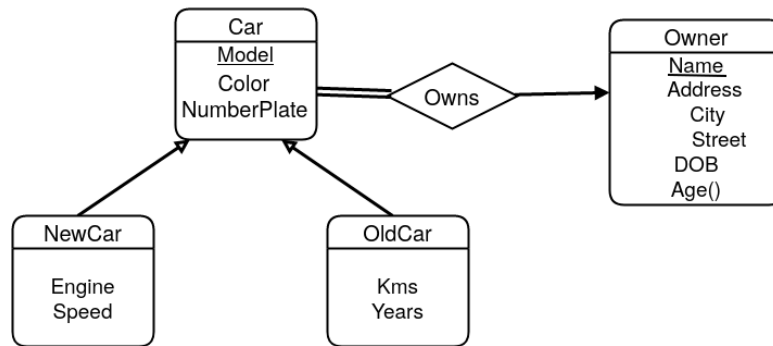 Car
Model
Color
NumberPlate
Owns
Owner
Name
Address
City
Street
DOB
Age()
NewCar
Engine
Speed
OldCar
Kms
Years